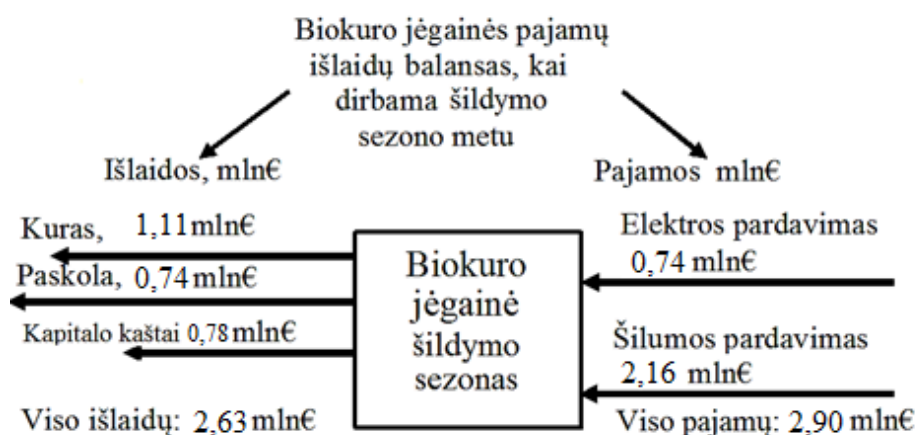 Biokuro jėgainės pajamų
išlaidų balansas, kai
dirbama šildymo
sezono metu
Išlaidos, mln€
Pajamos mln€
Kuras, 1,11 mln€
Paskola, 0,74 mln€
Kapitalo kaštai 0,78 mln€
Viso išlaidų: 2,63 mln€
Biokuro
jėgainė
šildymo
sezonas
Elektros pardavimas
0,74 mln€
Šilumos pardavimas
2,16 mln€
Viso pajamų: 2,90 mln€